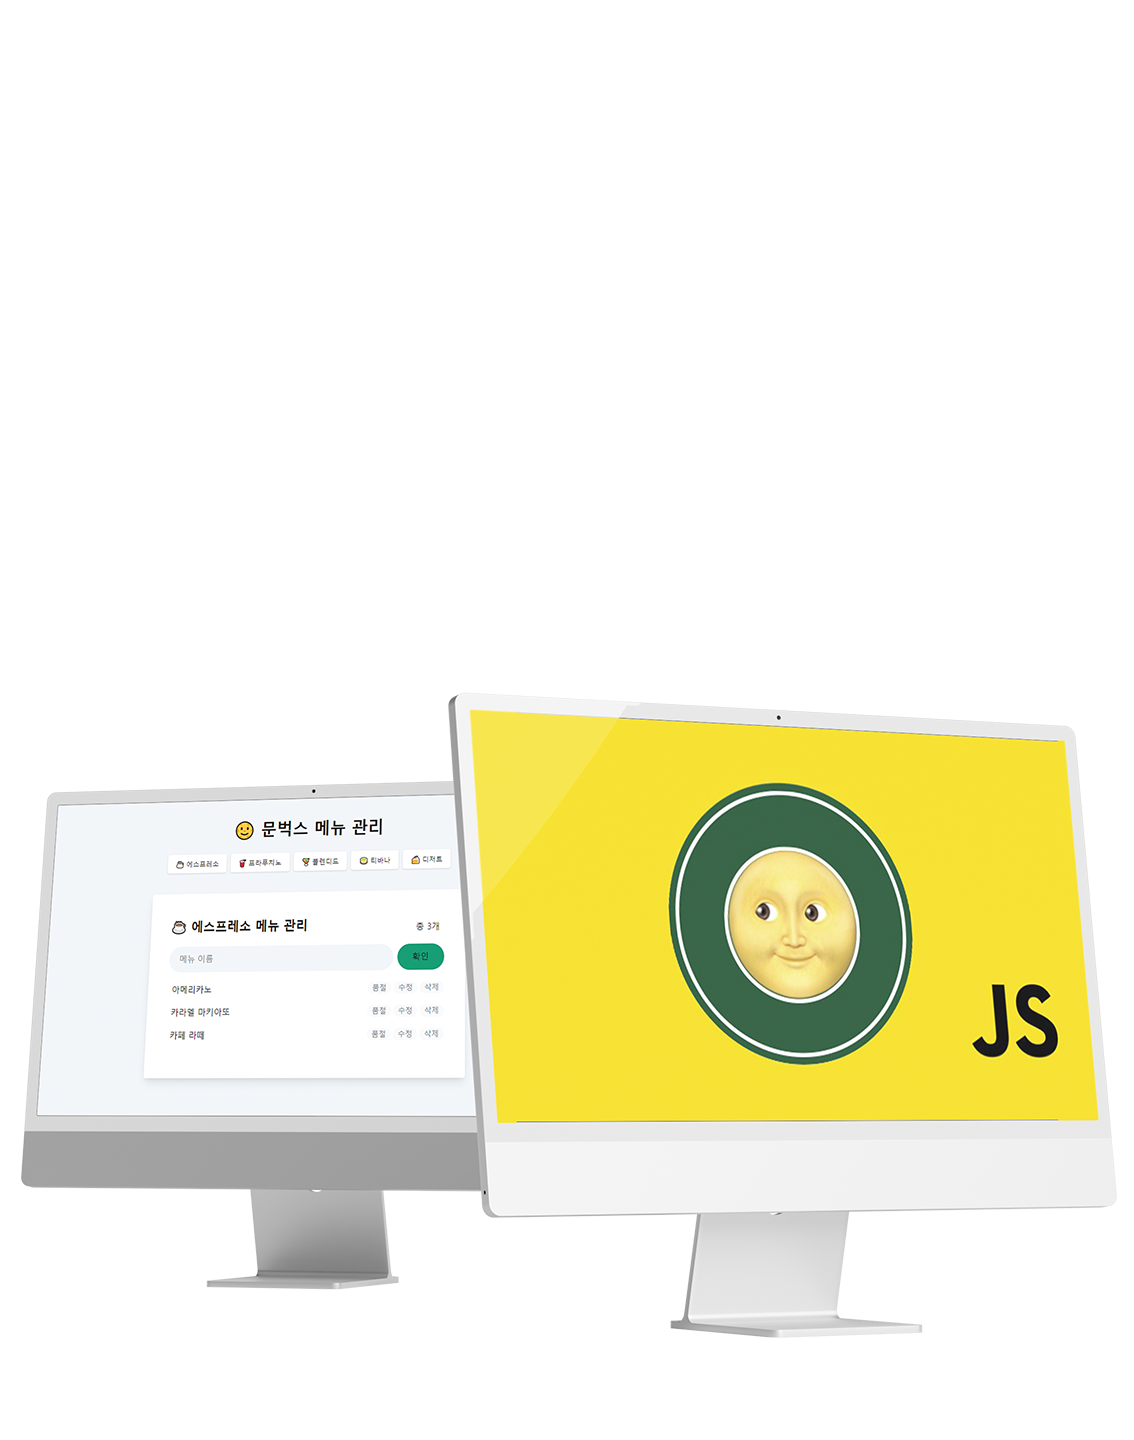 문벅스 메뉴 관리
에스프레소 프라푸치노 블렌디드 티바나 디저트
에스프레소 메뉴 관리 총 3개
메뉴 이름 확인
아메리카노 품절 수정 삭제
카라멜 마키아또 품절 수정 삭제
카페 라떼 품절 수정 삭제
JS